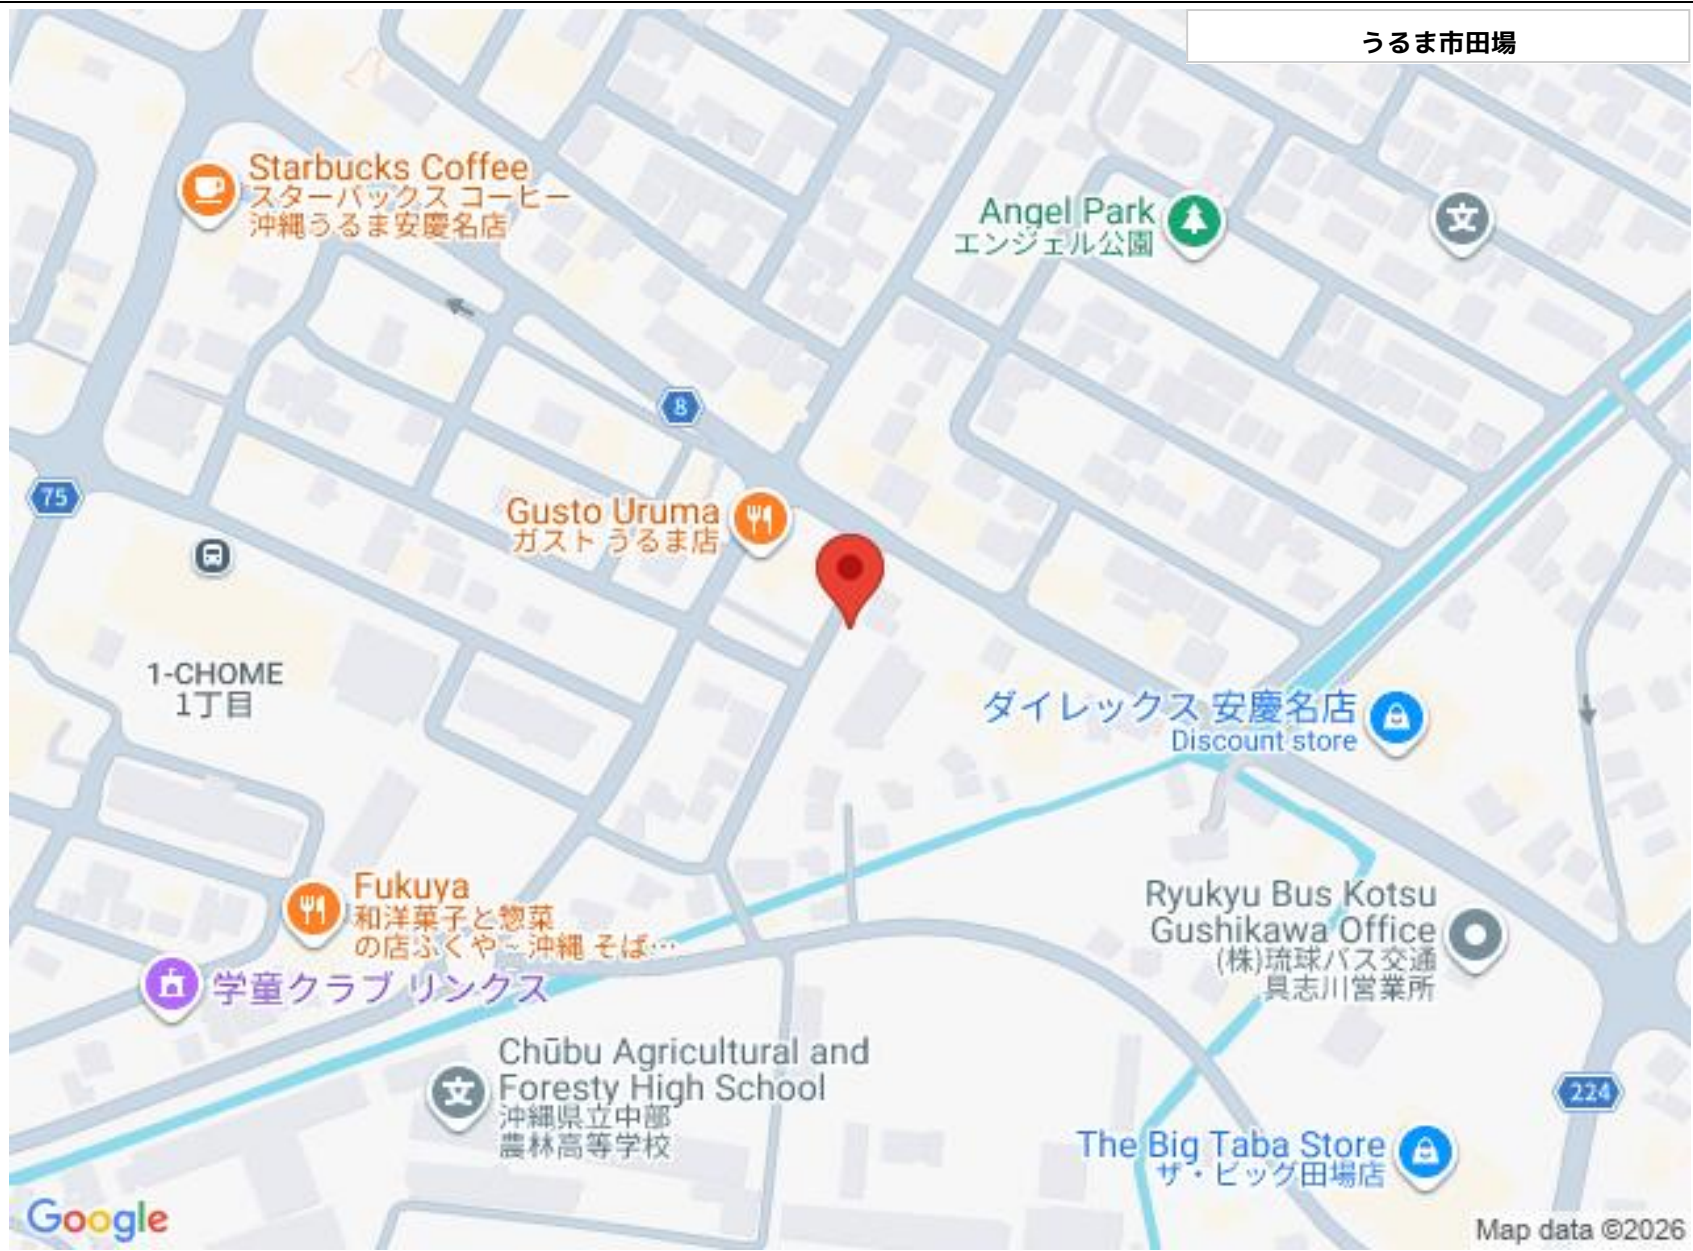 うるま市田場
Starbucks Coffee
スターバックス コーヒー
沖縄うるま安慶名店
Angel Park
エンジェル公園
文
8
75
Gusto Uruma
ガスト うるま店
1-CHOME
1丁目
ダイレックス 安慶名店
Discount store
Fukuya
和洋菓子と惣菜
の店ふくや~沖縄 そば…
学童クラブ リンクス
Ryukyu Bus Kotsu
Gushikawa Office
(株)琉球バス交通
具志川営業所
Chūbu Agricultural and
Foresty High School
文
沖縄県立中部
農林高等学校
224
The Big Taba Store
ザ・ビッグ田場店
Google
Map data ©2026